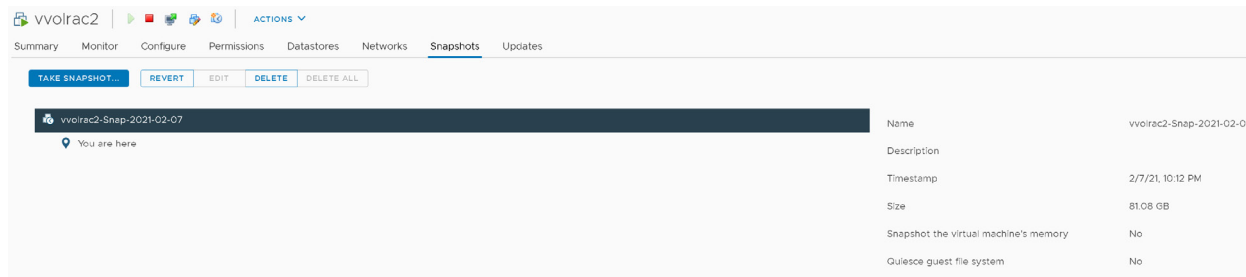 vvolrac2
ACTIONS
Summary Monitor Configure Permissions Datastores Networks Snapshots Updates
TAKE SNAPSHOT... REVERT EDIT DELETE DELETE ALL
vvolrac2-Snap-2021-02-07
You are here
Name vvolrac2-Snap-2021-02-0
Description
Timestamp 2/7/21, 10:12 PM
Size 81.08 GB
Snapshot the virtual machine's memory No
Quiesce guest file system No